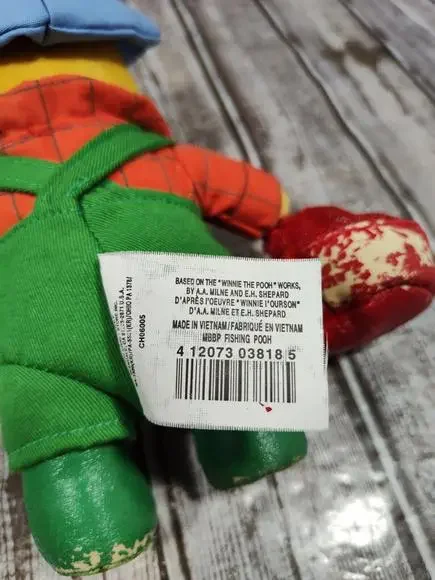 BASED ON THE "WINNIE THE POOH" WORKS,
BY A.A. MILNE AND E.H. SHEPARD
D'APRÈS l'OEUVRE "WINNIE l'OURSON"
D'A.A. MILNE ET E.H. SHEPARD
MADE IN VIETNAM/FABRIQUÉ EN VIETNAM
MBBP FISHING POOH
4 12073 03818 5
CH06005